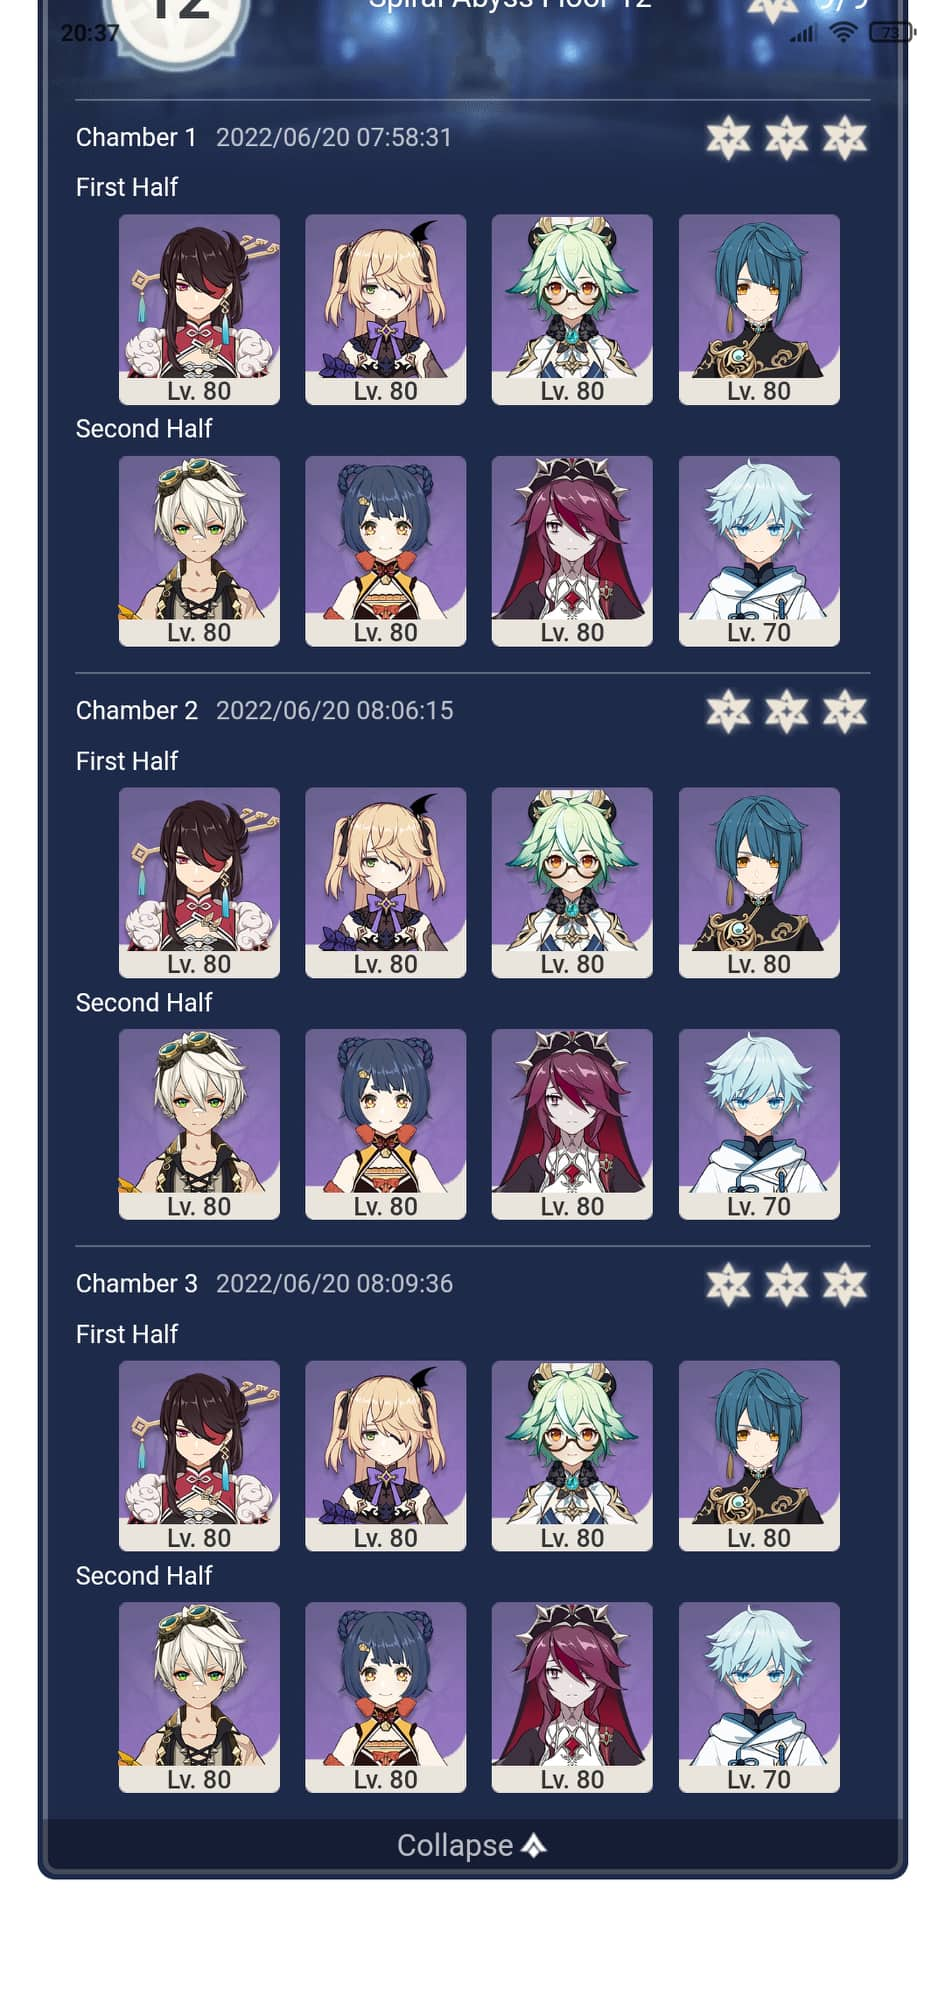 12 Spiral Abyss Floor 12 9/9
20:37 73
Chamber 1 2022/06/20 07:58:31
First Half
Lv. 80 Lv. 80 Lv. 80 Lv. 80
Second Half
Lv. 80 Lv. 80 Lv. 80 Lv. 70
Chamber 2 2022/06/20 08:06:15
First Half
Lv. 80 Lv. 80 Lv. 80 Lv. 80
Second Half
Lv. 80 Lv. 80 Lv. 80 Lv. 70
Chamber 3 2022/06/20 08:09:36
First Half
Lv. 80 Lv. 80 Lv. 80 Lv. 80
Second Half
Lv. 80 Lv. 80 Lv. 80 Lv. 70
Collapse